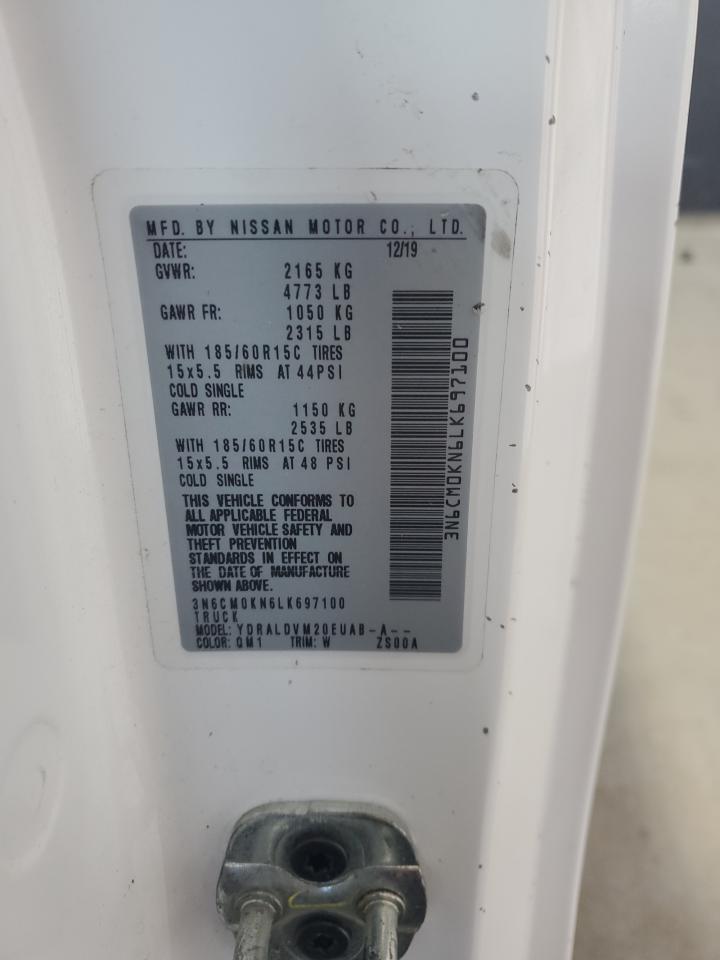 MFD. BY NISSAN MOTOR CO., LTD.
DATE: 12/19
GVWR: 2165 KG
4773 LB
GAWR FR: 1050 KG
2315 LB
WITH 185/60R15C TIRES
15x5.5 RIMS AT 44PSI
COLD SINGLE
GAWR RR: 1150 KG
2535 LB
WITH 185/60R15C TIRES
15x5.5 RIMS AT 48 PSI
COLD SINGLE
THIS VEHICLE CONFORMS TO
ALL APPLICABLE FEDERAL
MOTOR VEHICLE SAFETY AND
THEFT PREVENTION
STANDARDS IN EFFECT ON
THE DATE OF MANUFACTURE
SHOWN ABOVE.
3N6CM0KN6LK697100
TRUCK
MODEL: YDRALDVM20EUAB-A--
COLOR: QM1 TRIM: W ZS00A
3N6CM0KN6LK697100